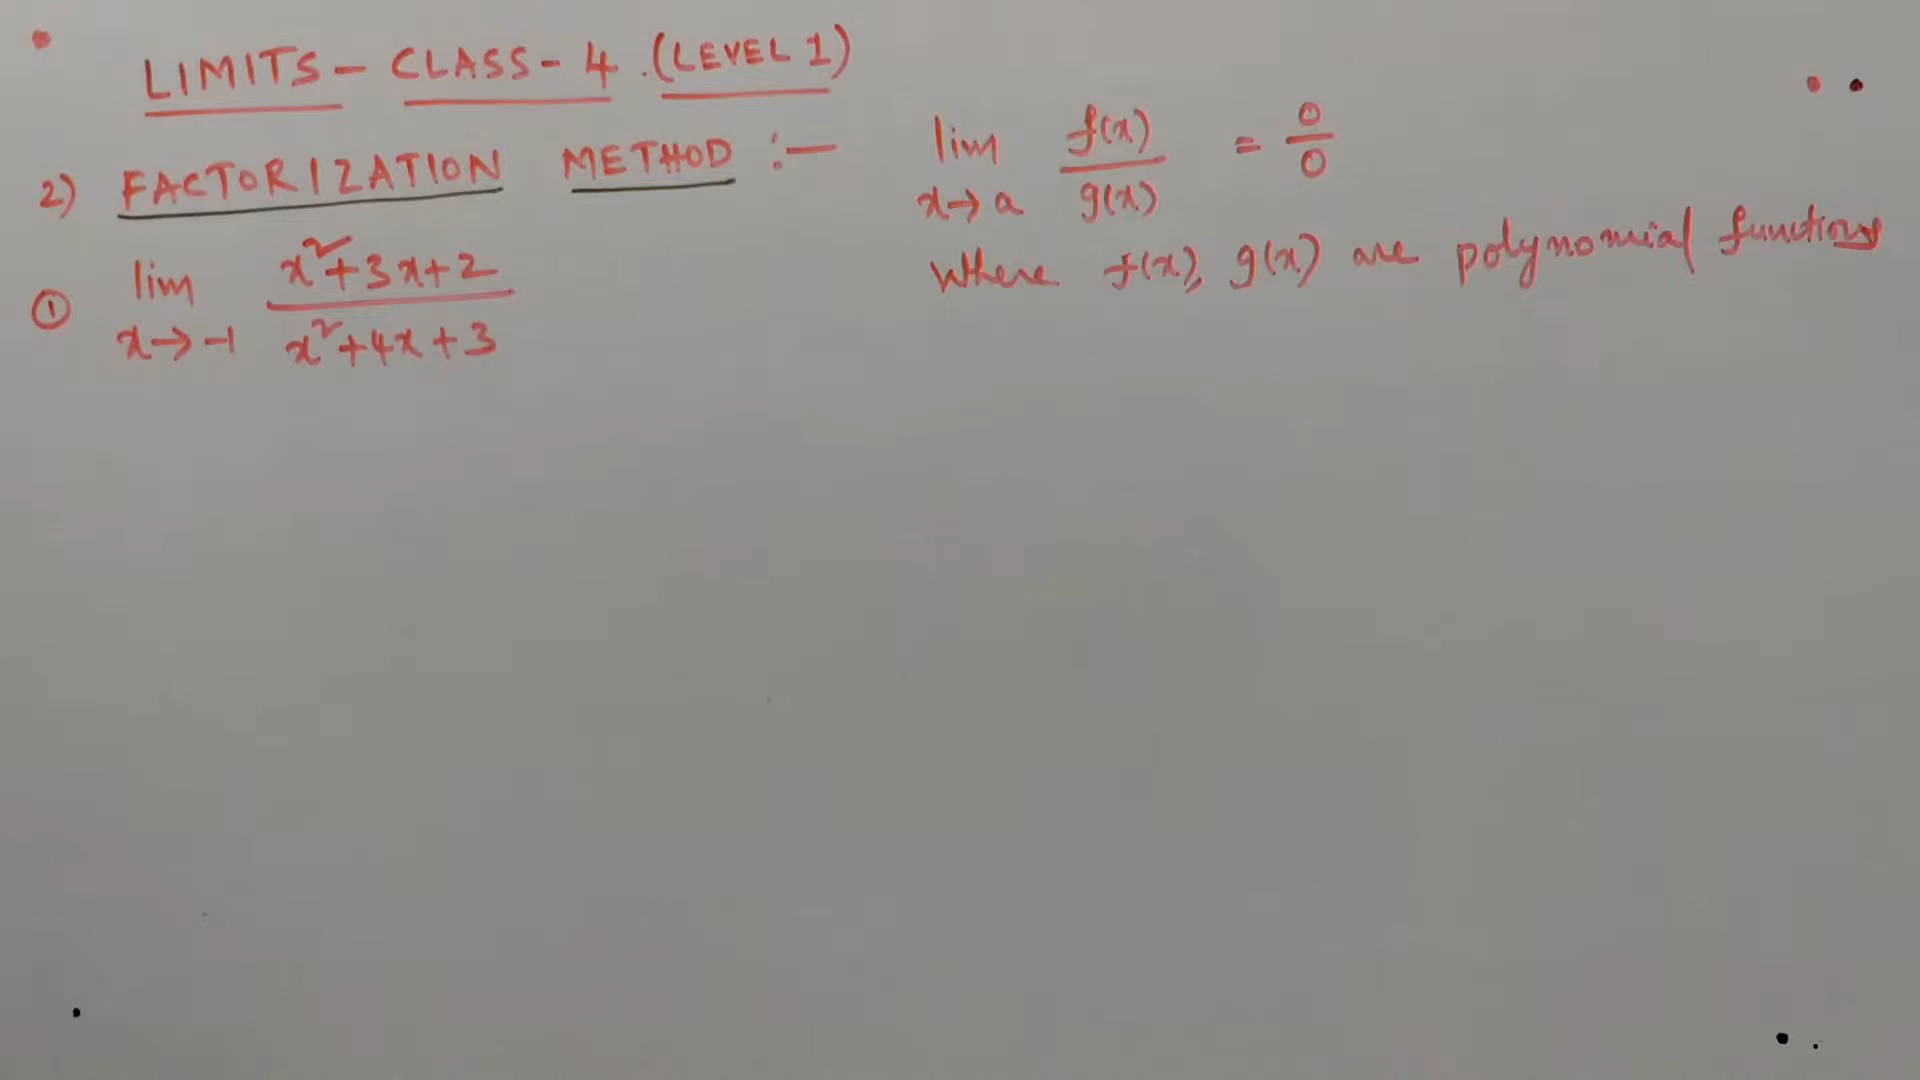 LIMITS - CLASS - 4 . (LEVEL 1)
2) FACTORIZATION METHOD :-
lim x→a f(x)/g(x) = 0/0
Where f(x), g(x) are polynomial functions
① lim x→-1 x²+3x+2 / x²+4x+3